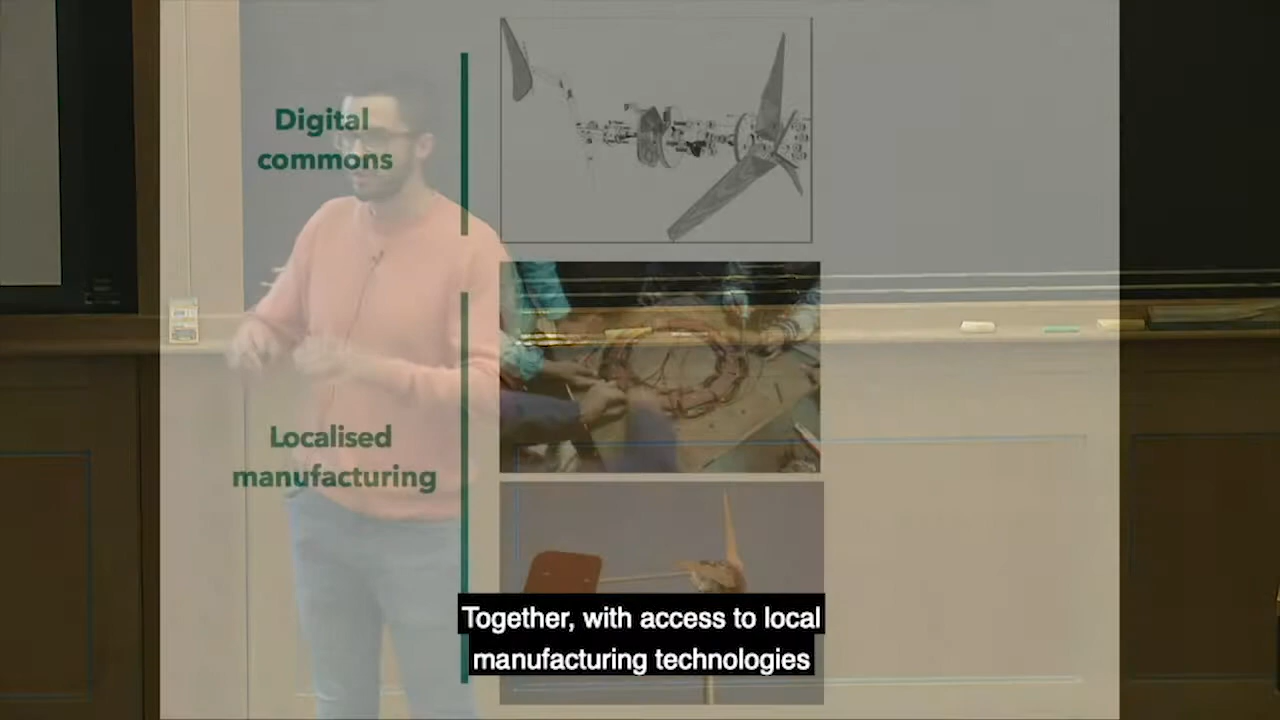 Digital
commons
Localised
manufacturing
Together, with access to local
manufacturing technologies